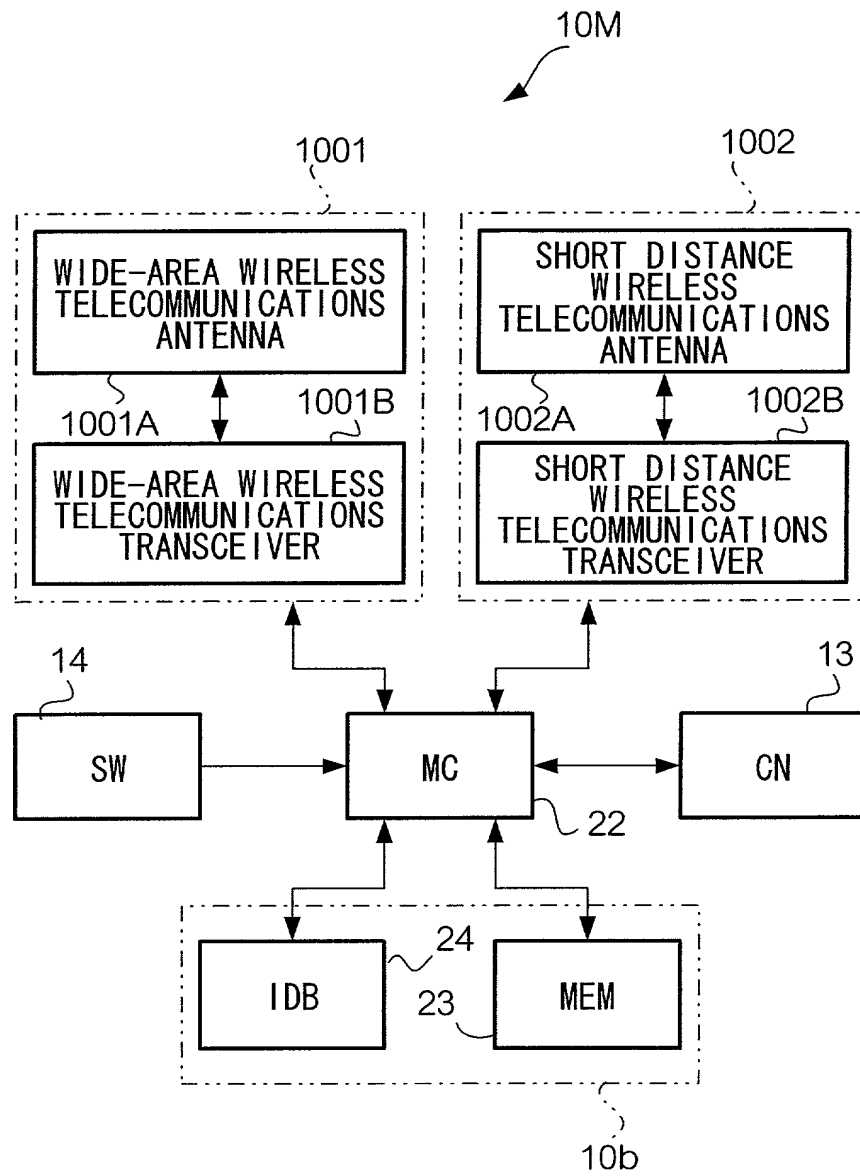 10M
1001
1002
WIDE-AREA WIRELESS
TELECOMMUNICATIONS
ANTENNA
SHORT DISTANCE
WIRELESS
TELECOMMUNICATIONS
ANTENNA
1001A
1001B
1002A
1002B
WIDE-AREA WIRELESS
TELECOMMUNICATIONS
TRANSCEIVER
SHORT DISTANCE
WIRELESS
TELECOMMUNICATIONS
TRANSCEIVER
14
13
SW
MC
CN
22
24
IDB
23
MEM
10b